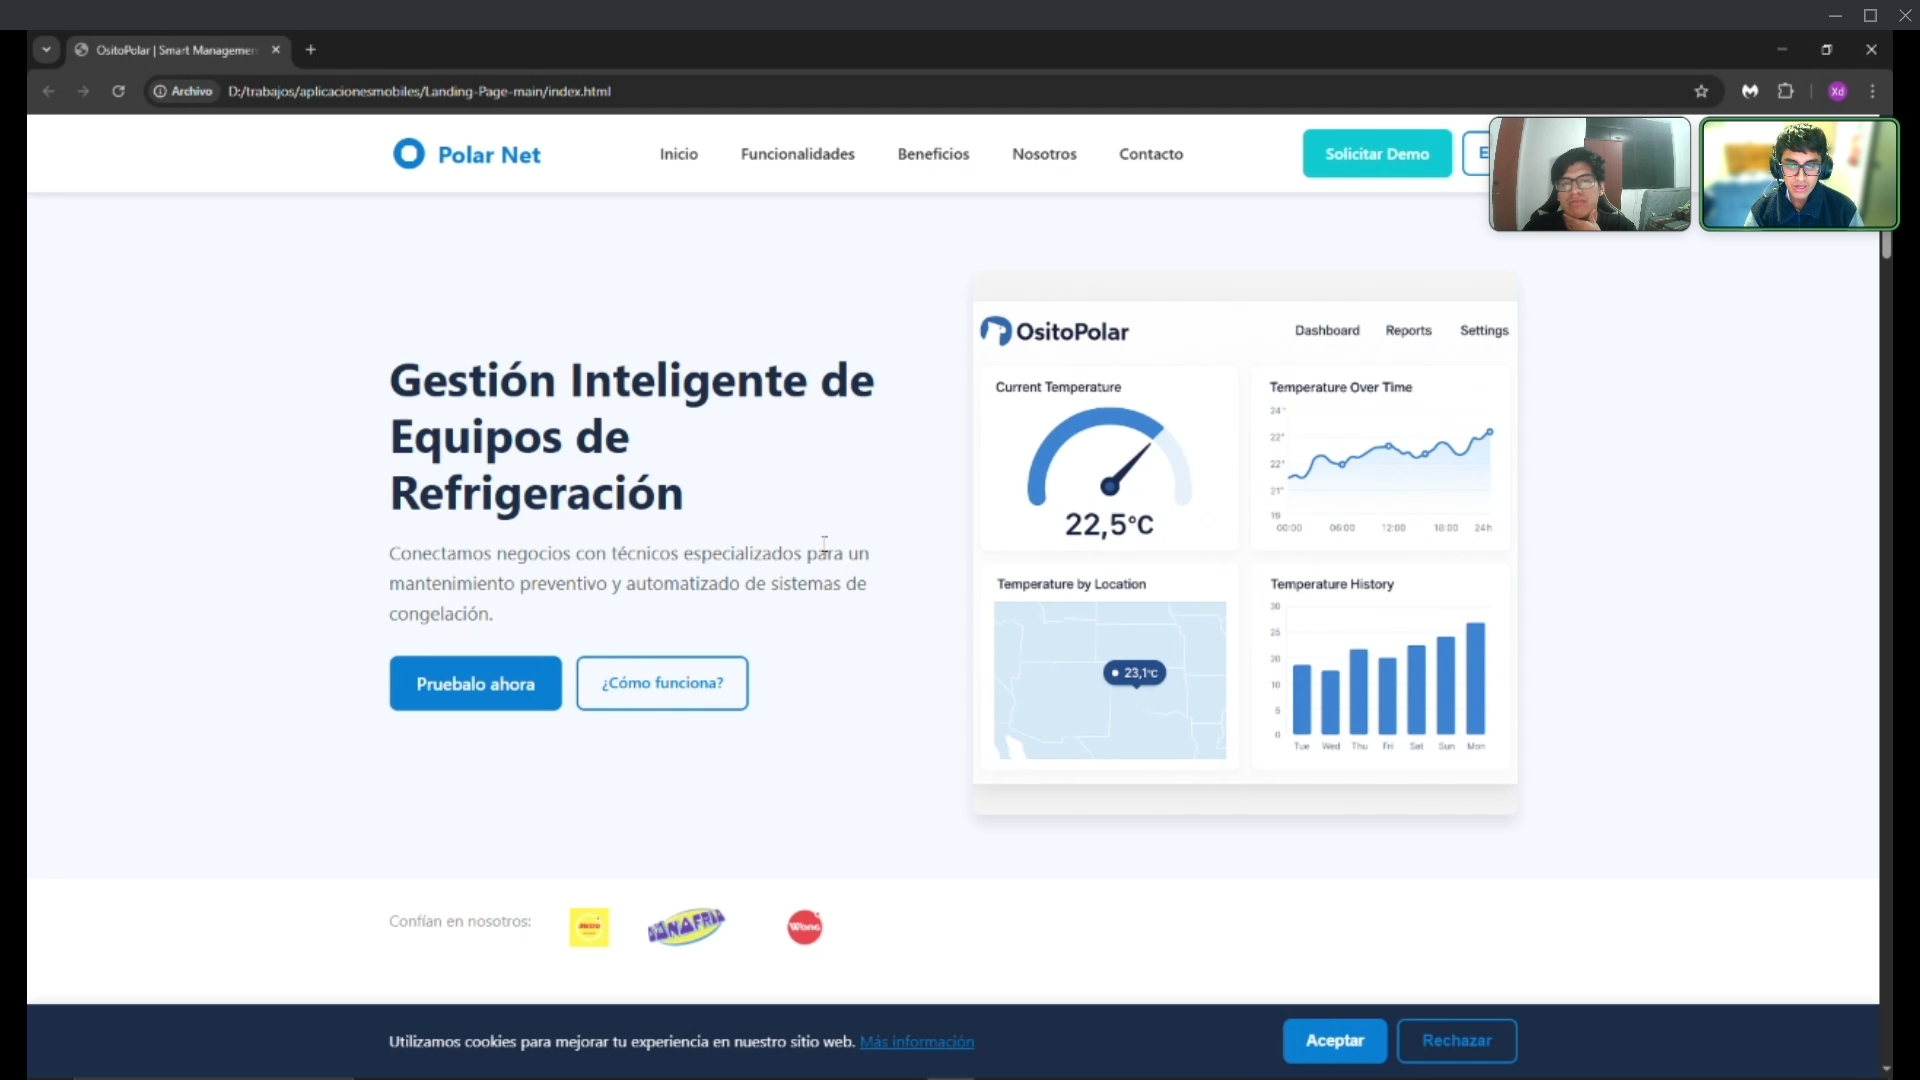 OsitoPolar | Smart Managemen
Archivo
D:/trabajos/aplicacionesmobiles/Landing-Page-main/index.html
Xd
Polar Net
Inicio
Funcionalidades
Beneficios
Nosotros
Contacto
Solicitar Demo
E
Gestión Inteligente de
Equipos de
Refrigeración
Conectamos negocios con técnicos especializados para un
mantenimiento preventivo y automatizado de sistemas de
congelación.
Pruebalo ahora
¿Cómo funciona?
OsitoPolar
Dashboard
Reports
Settings
Current Temperature
22,5°C
Temperature Over Time
24°
22°
22°
21°
19
00:00
06:00
12:00
18:00
24h
Temperature by Location
23,1°C
Temperature History
30
25
20
10
5
0
Tue
Wed
Thu
Fri
Sat
Sun
Mon
Confían en nosotros:
Metro
Wong
Utilizamos cookies para mejorar tu experiencia en nuestro sitio web. Más información
Aceptar
Rechazar